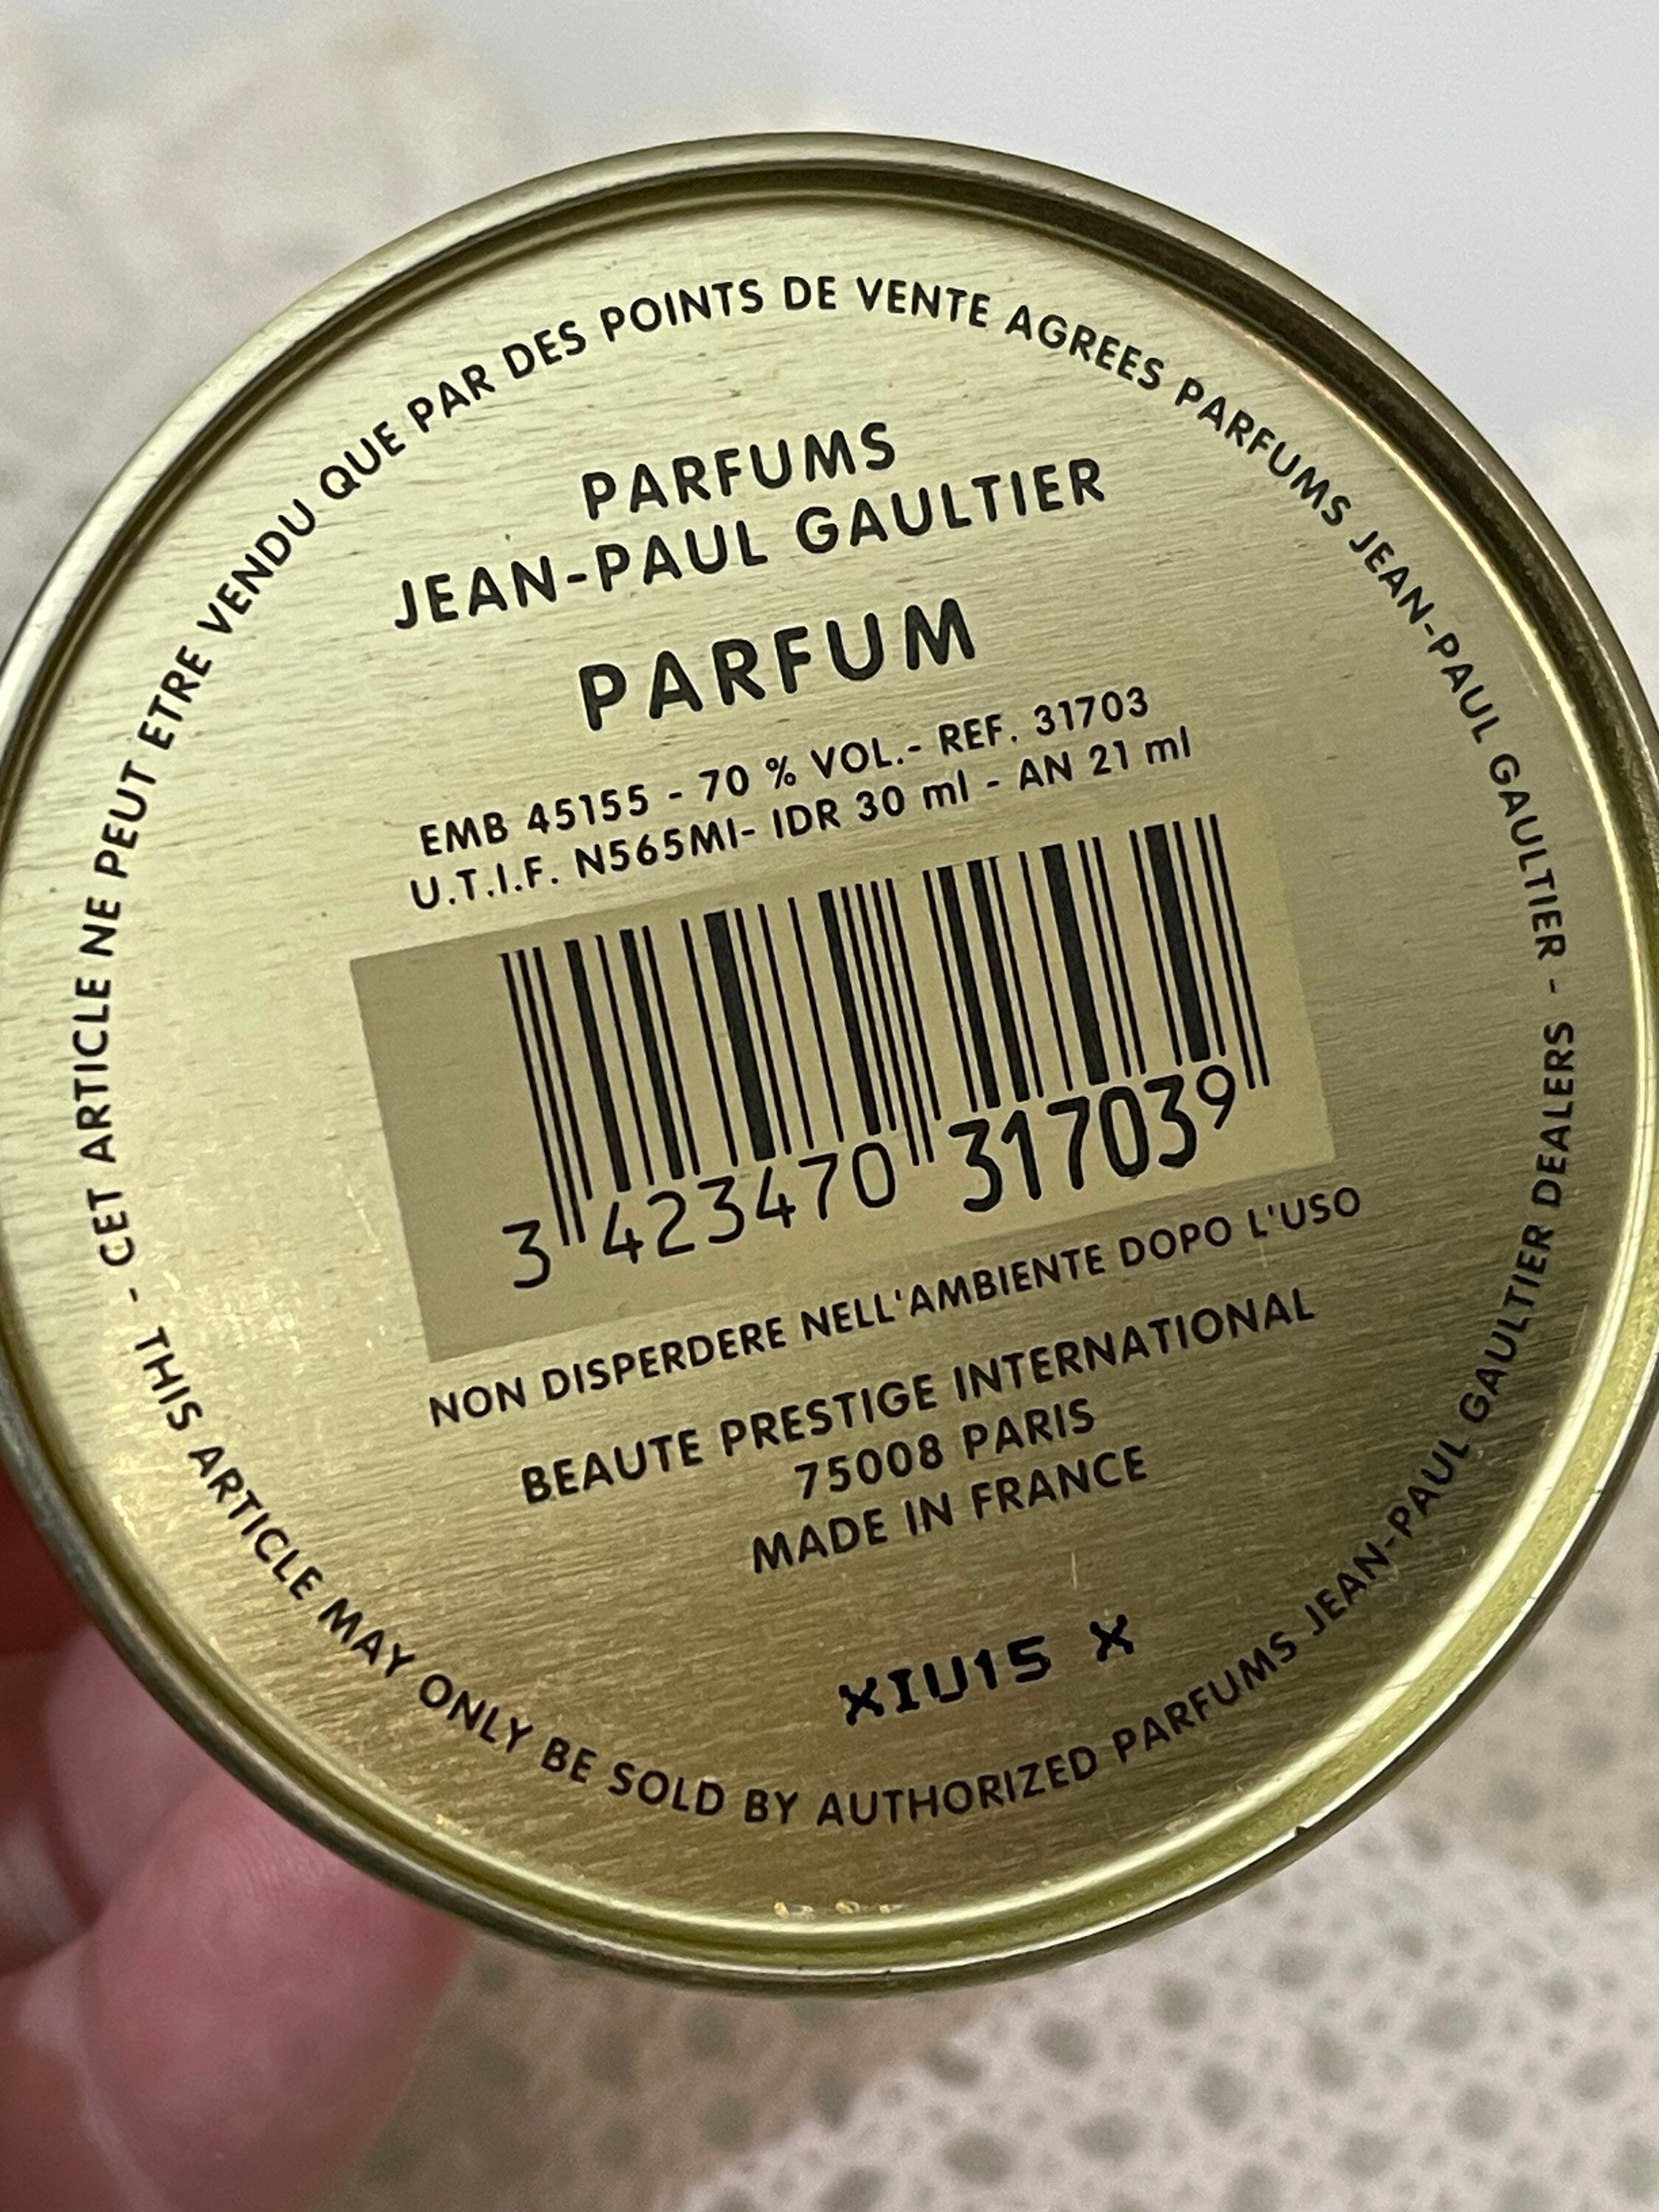 - CET ARTICLE NE PEUT ETRE VENDU QUE PAR DES POINTS DE VENTE AGREES PARFUMS JEAN-PAUL GAULTIER -
PARFUMS
JEAN-PAUL GAULTIER
PARFUM
EMB 45155 - 70 % VOL.- REF. 31703
U.T.I.F. N565MI- IDR 30 ml - AN 21 ml
3 423470 317039
NON DISPERDERE NELL'AMBIENTE DOPO L'USO
BEAUTE PRESTIGE INTERNATIONAL
75008 PARIS
MADE IN FRANCE
XIU15 X
THIS ARTICLE MAY ONLY BE SOLD BY AUTHORIZED PARFUMS JEAN-PAUL GAULTIER DEALERS